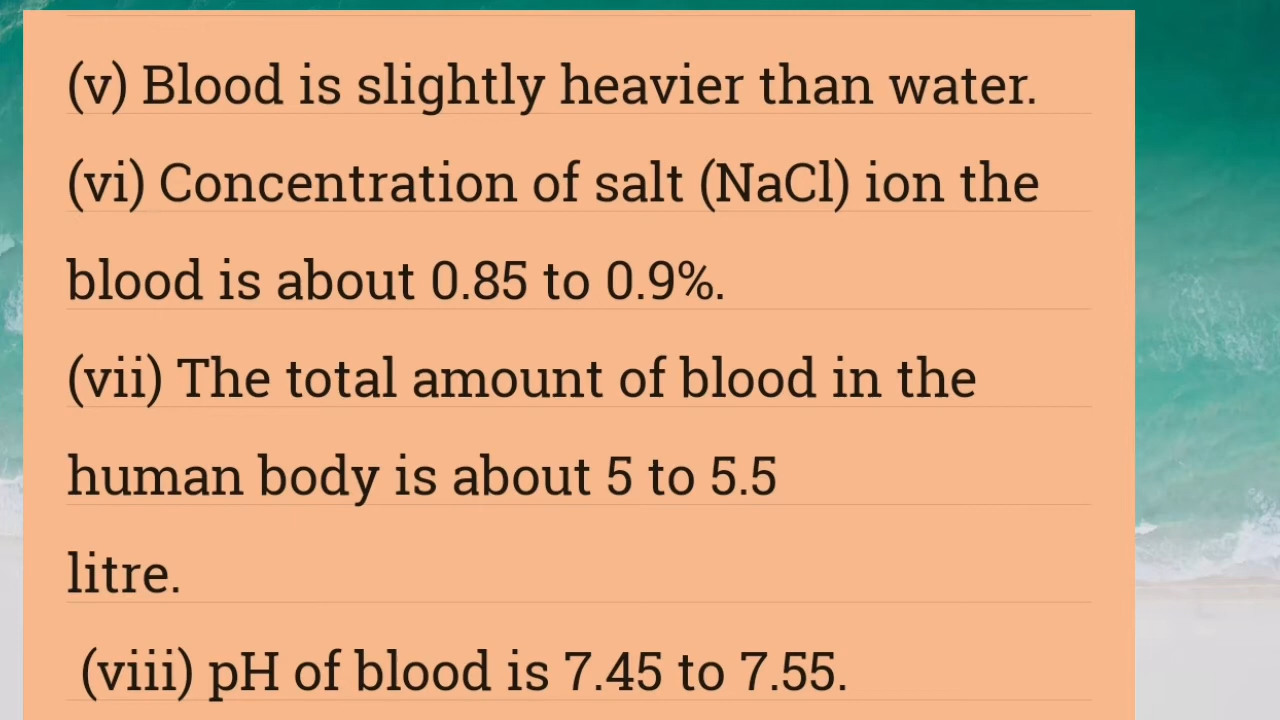 (v) Blood is slightly heavier than water.
(vi) Concentration of salt (NaCl) ion the
blood is about 0.85 to 0.9%.
(vii) The total amount of blood in the
human body is about 5 to 5.5
litre.
(viii) pH of blood is 7.45 to 7.55.